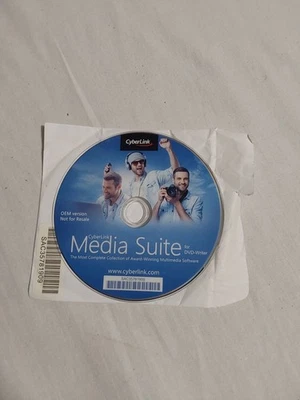 CyberLink
OEM version
Not for Resale
CyberLink
Media Suite for
DVD-Writer
The Most Complete Collection of Award-Winning Multimedia Software
www.cyberlink.com